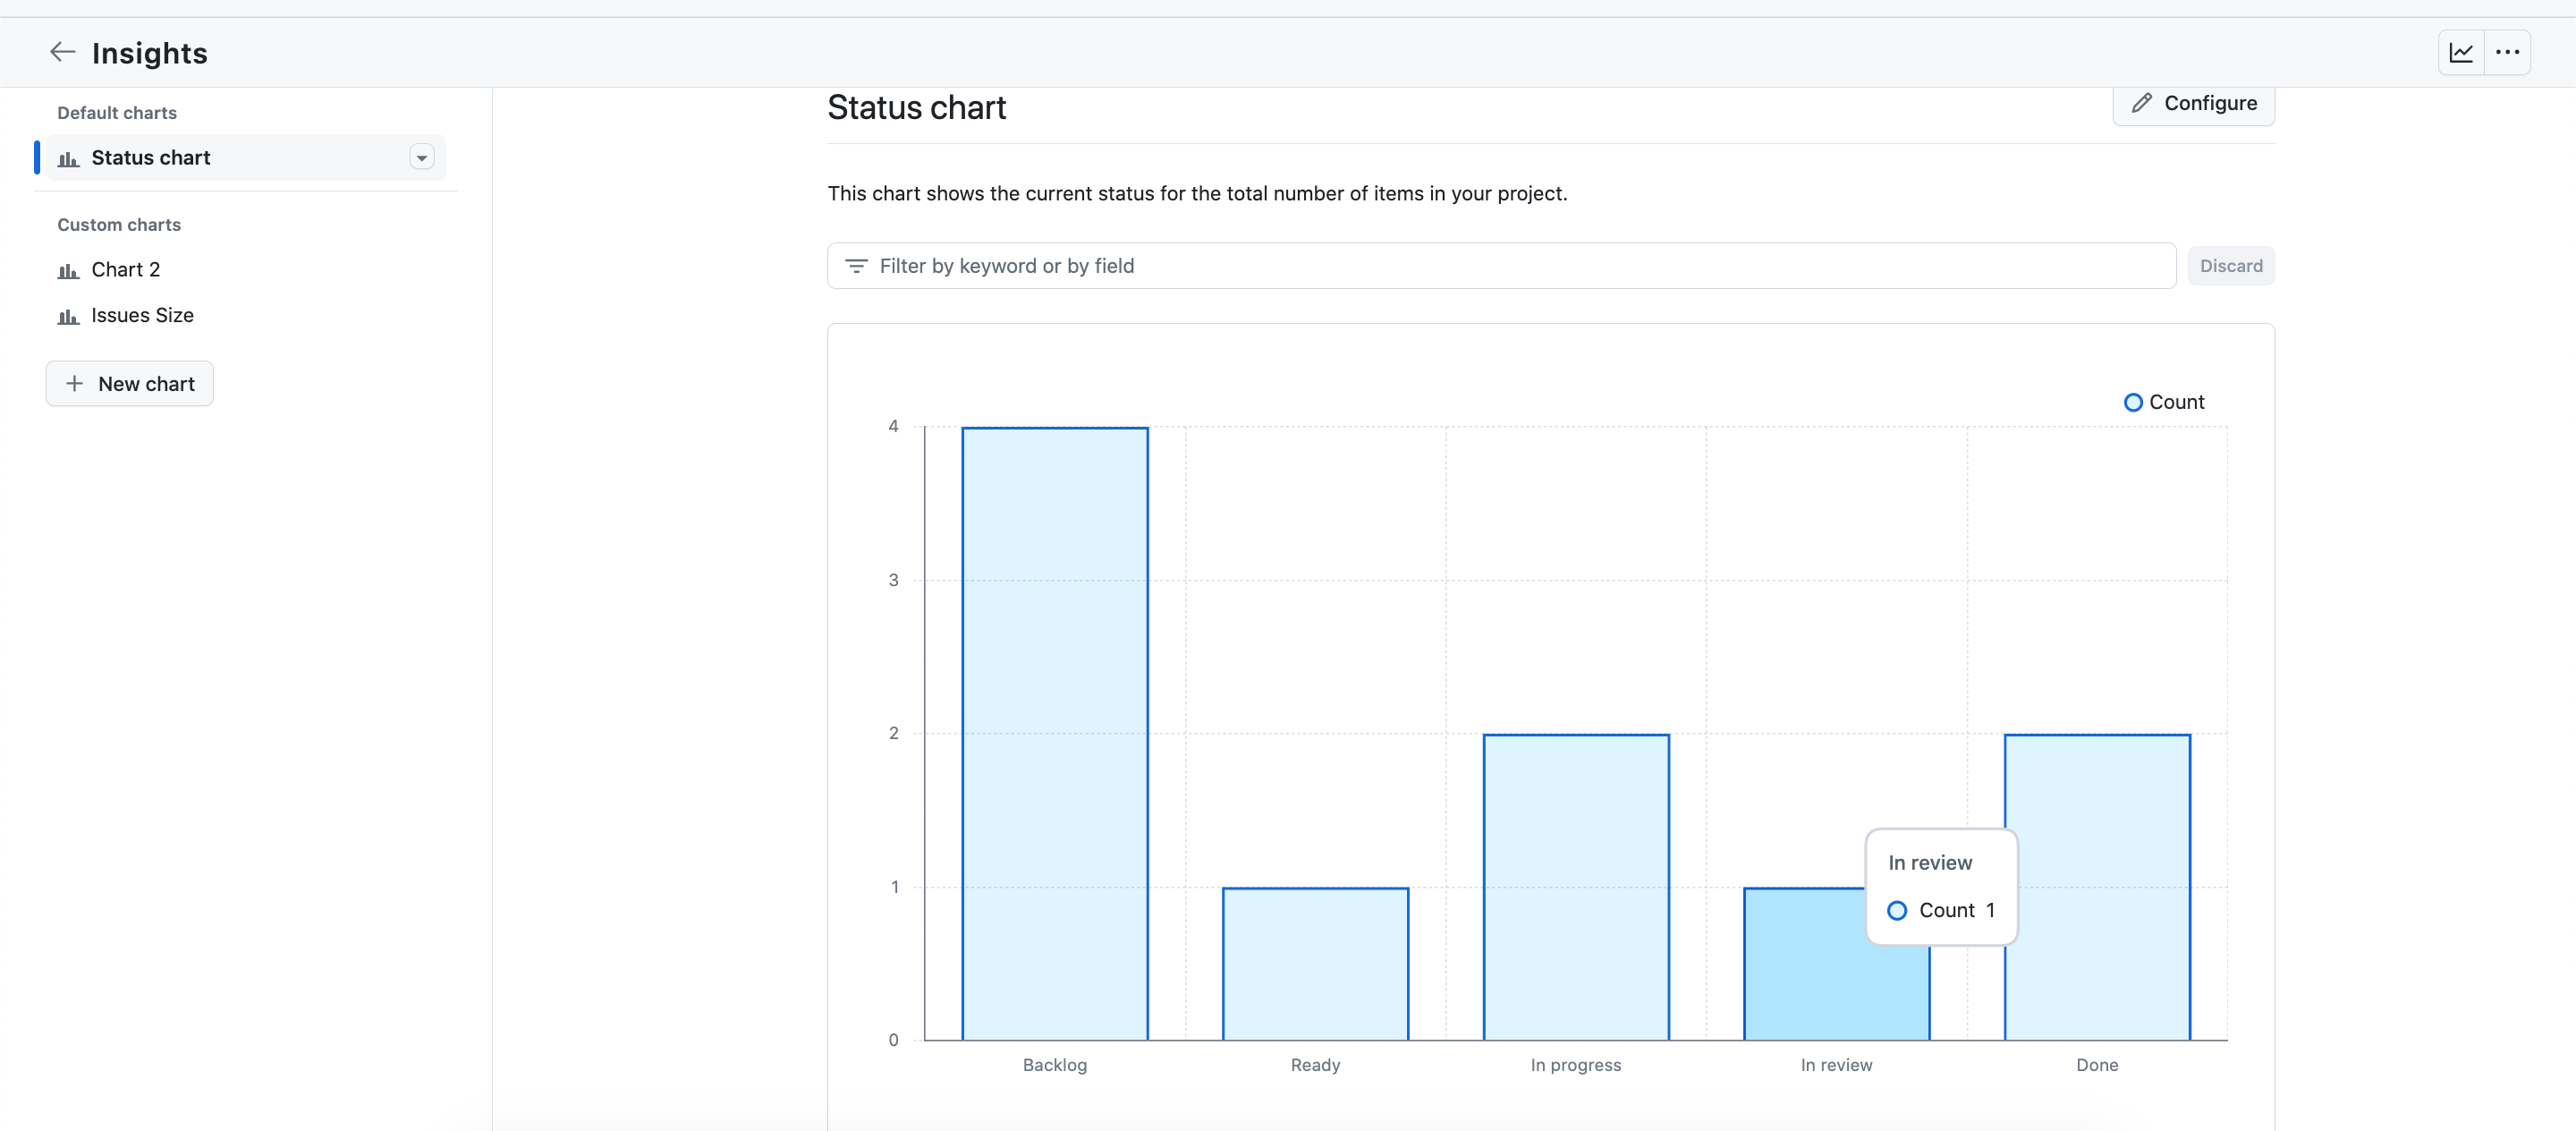 Insights
Default charts
Status chart
Custom charts
Chart 2
Issues Size
New chart
Status chart
Configure
This chart shows the current status for the total number of items in your project.
Filter by keyword or by field
Discard
Count
4
3
2
1
0
In review
Count 1
Backlog
Ready
In progress
In review
Done